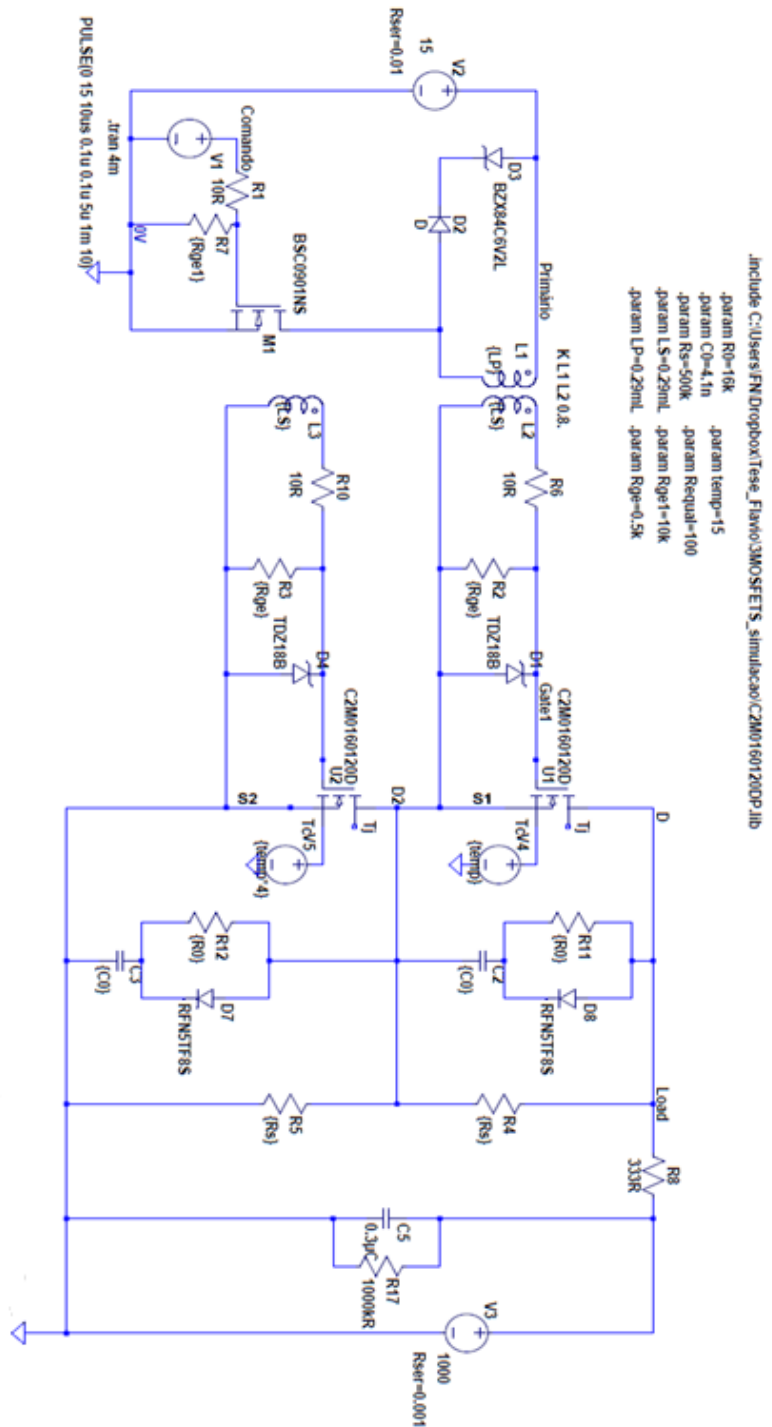 .include C:\Users\FN\Dropbox\Tese_Flavio\3MOSFETS_simulacao\C2M0160120DP.lib
.param R0=16k
.param C0=4.1n
.param temp=15
.param Rs=500k
.param Requal=100
.param LS=0.29mL
.param Rge1=10k
.param LP=0.29mL
.param Rge=0.5k
V2
15
Rser=0.01
D3
BZX84C6V2L
D2
D
Primário
K L1 L2 0.8.
L1
{LP}
L2
{LS}
R6
10R
R2
{Rge}
D1
TDZ18B
Gate1
C2M0160120D
U1
Tj
Tc
V4
{temp}
S1
D
R11
{R0}
D8
RFN5TF8S
C2
{C0}
Load
R4
{Rs}
R8
333R
V3
1000
Rser=0.001
C5
0.3µC
R17
1000kR
Comando
V1
R1
10R
R7
{Rge1}
BSC0901NS
M1
0V
.tran 4m
PULSE(0 15 10us 0.1u 0.1u 5u 1m 10)
L3
{LS}
R10
10R
R3
{Rge}
D4
TDZ18B
C2M0160120D
U2
Tj
D2
Tc
V5
{temp*4}
S2
R12
{R0}
D7
RFN5TF8S
C3
{C0}
R5
{Rs}